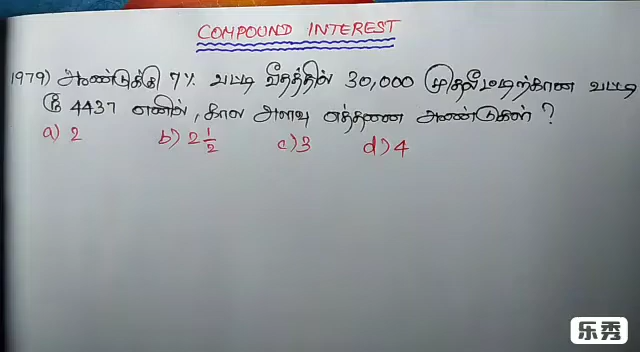 COMPOUND INTEREST
1979) ஆண்டுக்கு 7% வட்டி வீதத்தில் 30,000 முதலீட்டிற்கான வட்டி
ரூ 4437 எனில், கால அளவு எத்தனை ஆண்டுகள் ?
a) 2 b) 2 1/2 c) 3 d) 4
乐秀